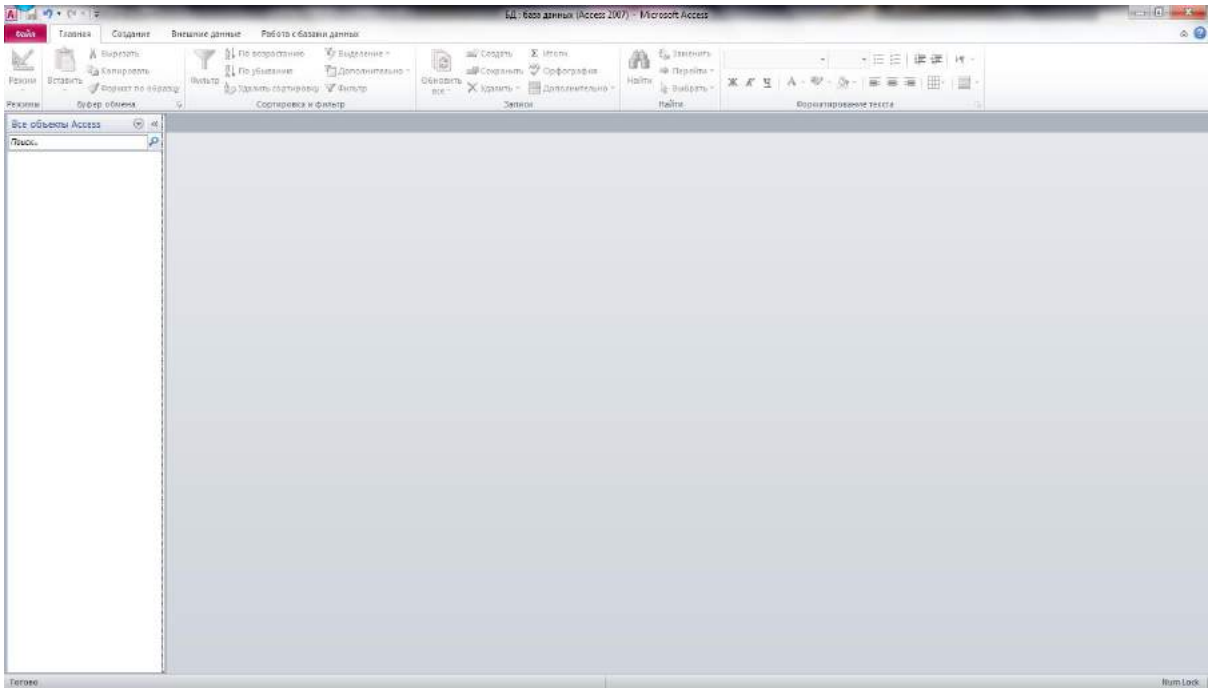 БД : база данных (Access 2007) - Microsoft Access
Файл Главная Создание Внешние данные Работа с базами данных
Режим
Вставить
Вырезать
Копировать
Формат по образцу
Фильтр
По возрастанию
По убыванию
Удалить сортировку
Выделение
Дополнительно
Фильтр
Обновить
все
Создать
Сохранить
Удалить
Итоги
Орфография
Дополнительно
Найти
Заменить
Перейти
Выбрать
Ж К Ч
Режимы Буфер обмена Сортировка и фильтр Записи Найти Форматирование текста
Все объекты Access
Поиск...
Готово
Num Lock